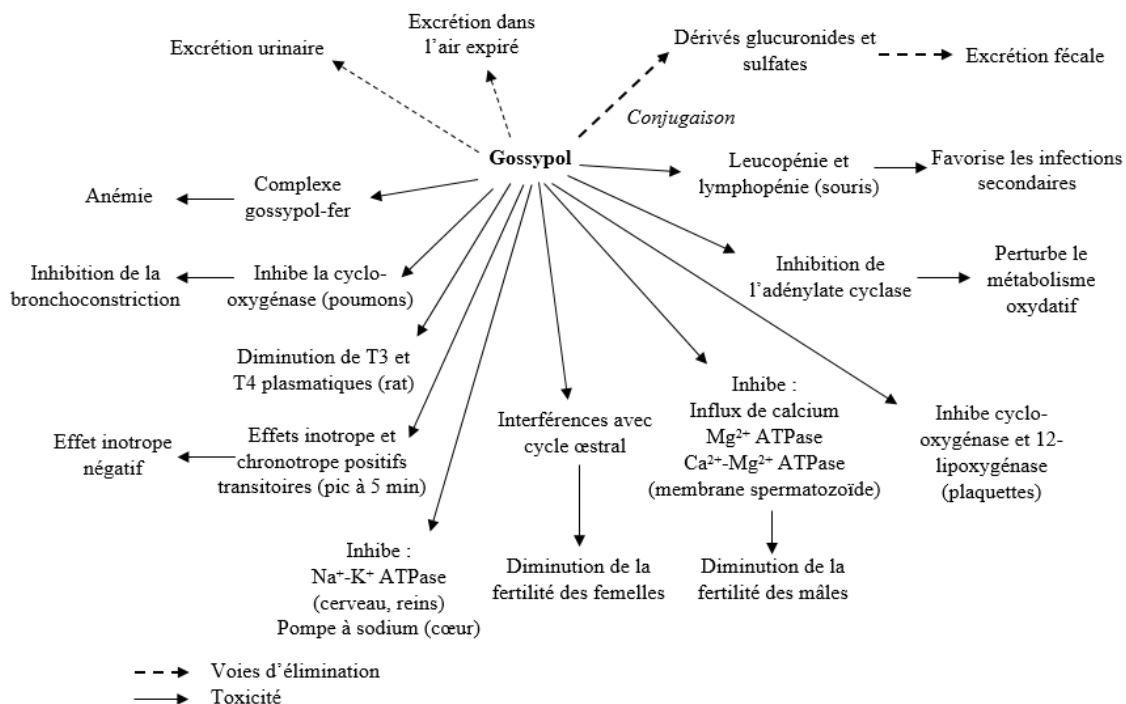 Excrétion urinaire
Excrétion dans
l’air expiré
Dérivés glucuronides et
sulfates
Excrétion fécale
Conjugaison
Gossypol
Anémie
Complexe
gossypol-fer
Leucopénie et
lymphopénie (souris)
Favorise les infections
secondaires
Inhibition de la
bronchoconstriction
Inhibe la cyclo-
oxygénase (poumons)
Inhibition de
l’adénylate cyclase
Perturbe le
métabolisme
oxydatif
Diminution de T3 et
T4 plasmatiques (rat)
Effet inotrope
négatif
Effets inotrope et
chronotrope positifs
transitoires (pic à 5 min)
Interférences avec
cycle œstral
Inhibe :
Influx de calcium
Mg²⁺ ATPase
Ca²⁺-Mg²⁺ ATPase
(membrane spermatozoïde)
Inhibe cyclo-
oxygénase et 12-
lipoxygénase
(plaquettes)
Inhibe :
Na⁺-K⁺ ATPase
(cerveau, reins)
Pompe à sodium (cœur)
Diminution de la
fertilité des femelles
Diminution de la
fertilité des mâles
Voies d’élimination
Toxicité